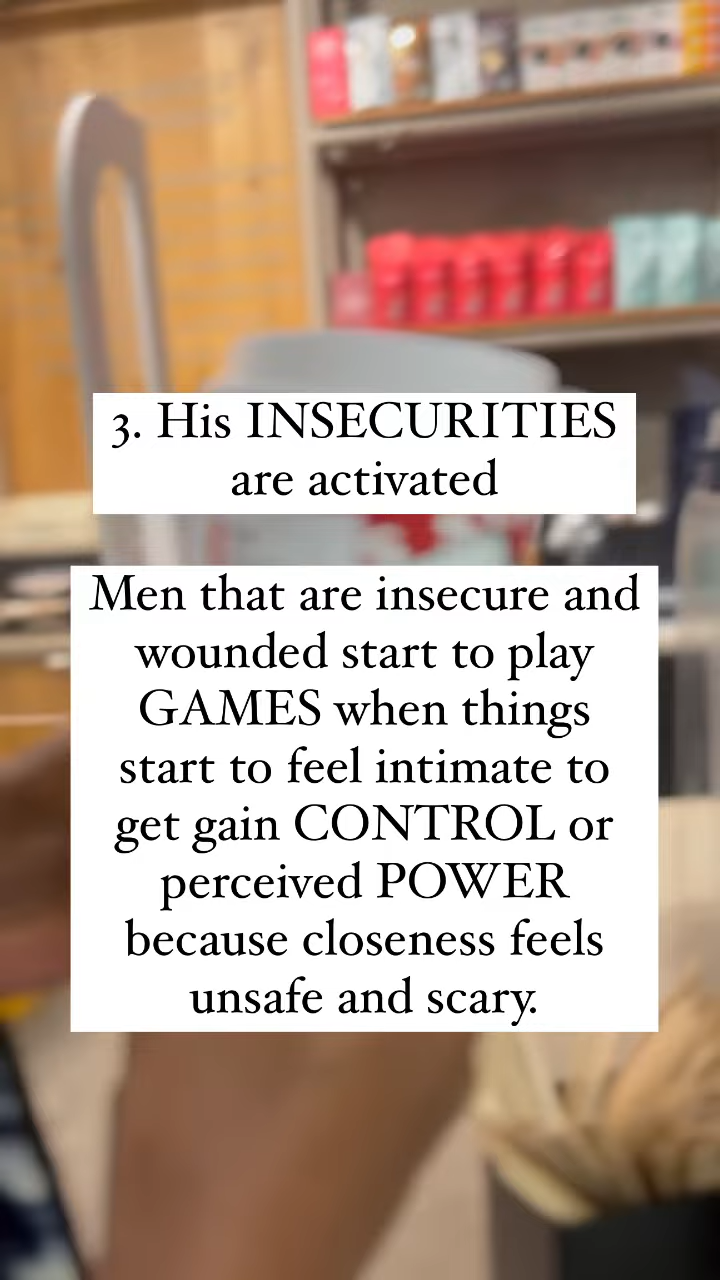 3. His INSECURITIES
are activated
Men that are insecure and
wounded start to play
GAMES when things
start to feel intimate to
get gain CONTROL or
perceived POWER
because closeness feels
unsafe and scary.